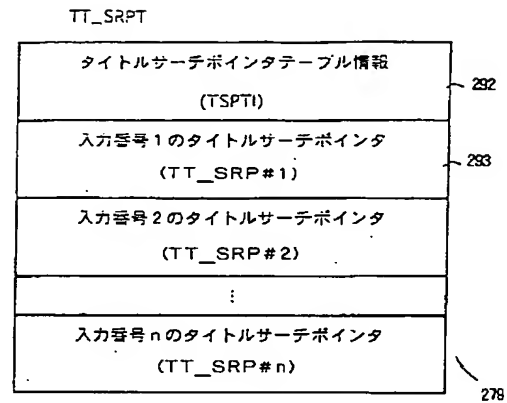 TT_SRPT
タイトルサーチポインタテーブル情報
(TSPTI)
292
入力番号1のタイトルサーチポインタ
(TT__SRP#1)
293
入力番号2のタイトルサーチポインタ
(TT__SRP#2)
⋮
入力番号nのタイトルサーチポインタ
(TT__SRP#n)
279